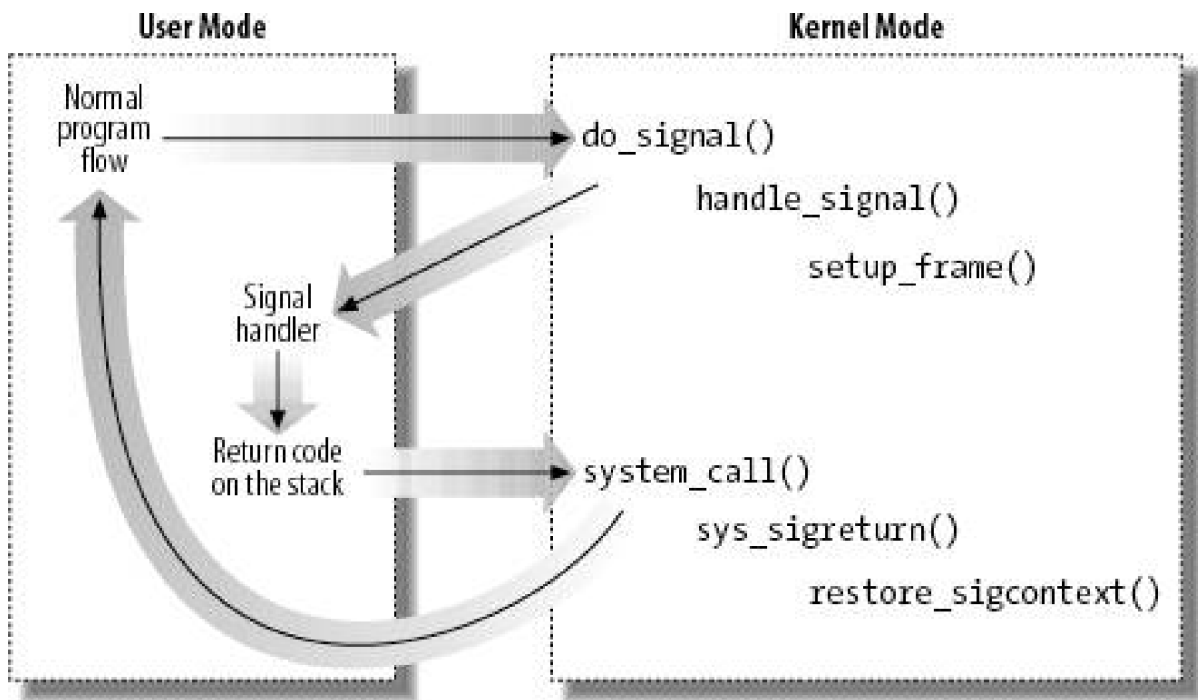 User Mode
Kernel Mode
Normal
program
flow
do_signal()
handle_signal()
setup_frame()
Signal
handler
Return code
on the stack
system_call()
sys_sigreturn()
restore_sigcontext()